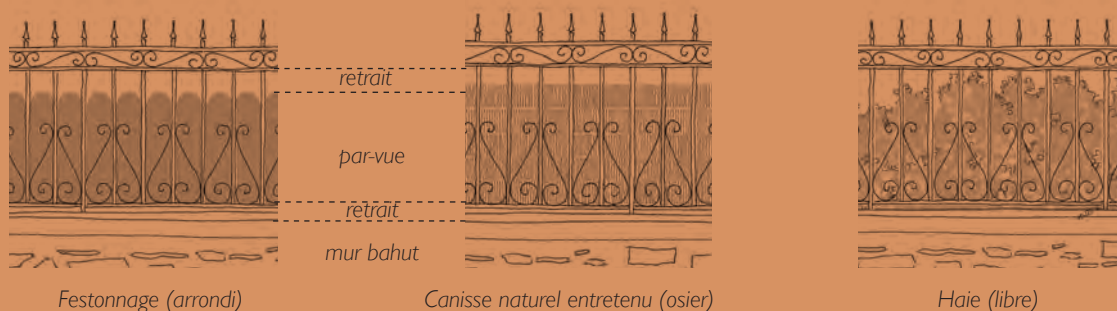 retrait
par-vue
retrait
mur bahut
Festonnage (arrondi)
Canisse naturel entretenu (osier)
Haie (libre)